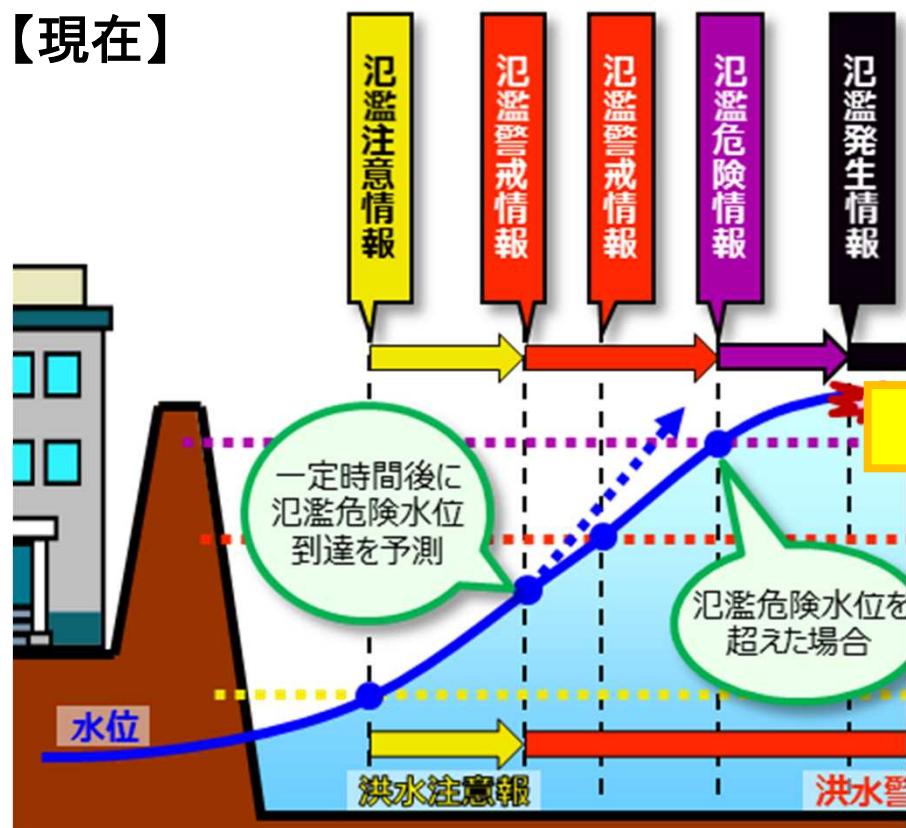 【現在】
氾濫注意情報
氾濫警戒情報
氾濫警戒情報
氾濫危険情報
氾濫発生情報
一定時間後に
氾濫危険水位
到達を予測
氾濫危険水位を
超えた場合
水位
洪水注意報
洪水警